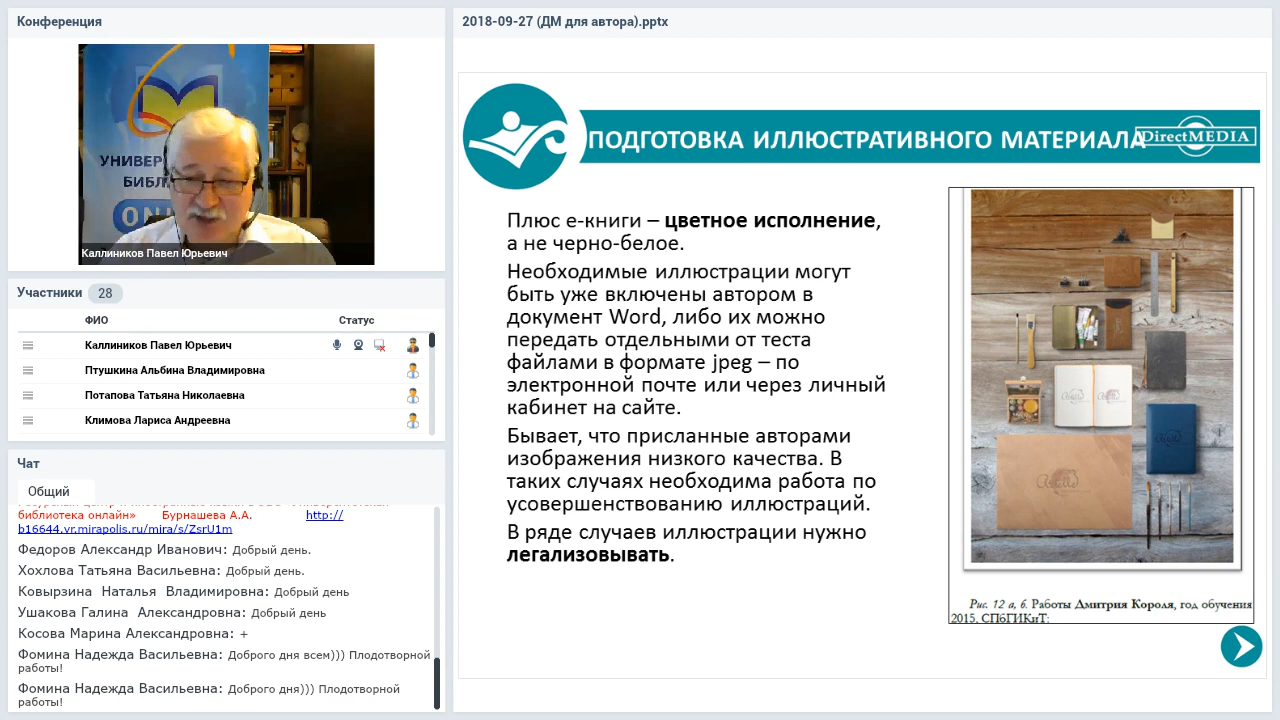 Конференция
УНИВЕР
БИБЛ
ON
Каллиников Павел Юрьевич
Участники 28
ФИО Статус
Каллиников Павел Юрьевич
Птушкина Альбина Владимировна
Потапова Татьяна Николаевна
Климова Лариса Андреевна
Чат
Общий
библиотека онлайн» Бурнашева А.А. http://
b16644.vr.mirapolis.ru/mira/s/ZsrU1m
Федоров Александр Иванович: Добрый день.
Хохлова Татьяна Васильевна: Добрый день.
Ковырзина Наталья Владимировна: Добрый день
Ушакова Галина Александровна: Добрый день
Косова Марина Александровна: +
Фомина Надежда Васильевна: Доброго дня всем))) Плодотворной
работы!
Фомина Надежда Васильевна: Доброго дня))) Плодотворной
работы!
2018-09-27 (ДМ для автора).pptx
ПОДГОТОВКА ИЛЛЮСТРАТИВНОГО МАТЕРИАЛА
DirectMEDIA
Плюс е-книги – цветное исполнение,
а не черно-белое.
Необходимые иллюстрации могут
быть уже включены автором в
документ Word, либо их можно
передать отдельными от теста
файлами в формате jpeg – по
электронной почте или через личный
кабинет на сайте.
Бывает, что присланные авторами
изображения низкого качества. В
таких случаях необходима работа по
усовершенствованию иллюстраций.
В ряде случаев иллюстрации нужно
легализовывать.
Рис. 12 а, б. Работы Дмитрия Короля, год обучения
2015, СПбГИКиТ: